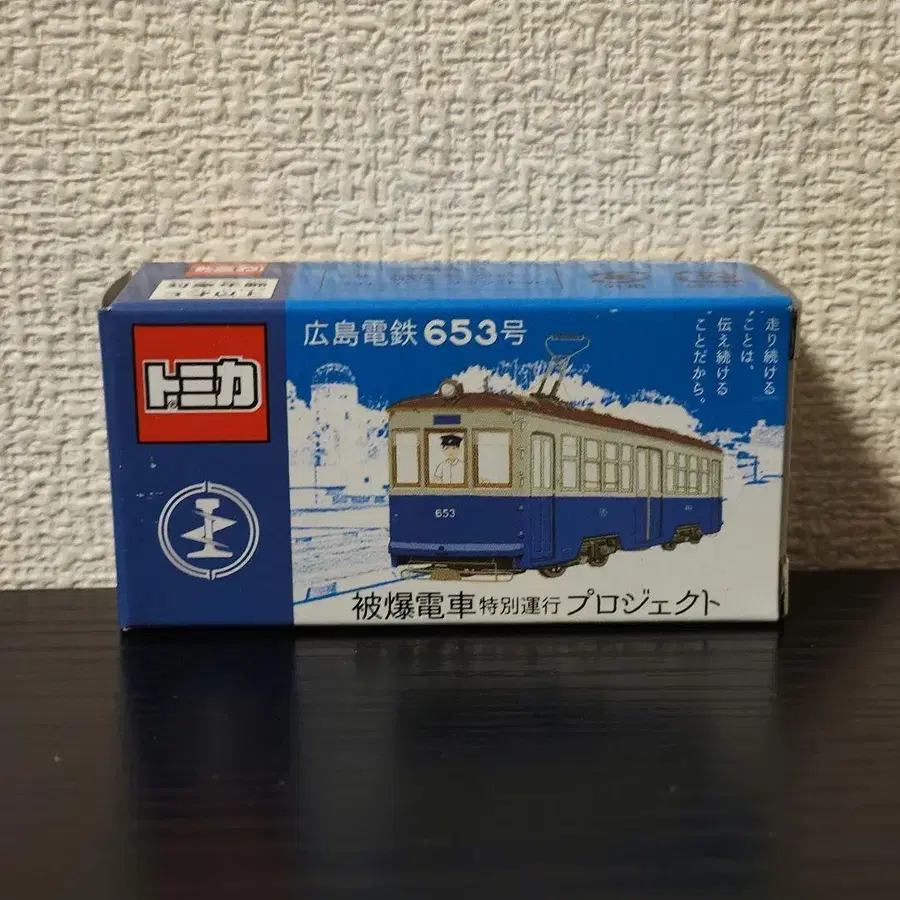 トミカ
広島電鉄653号
走り続ける
ことは、
伝え続ける
ことだから。
653
被爆電車特別運行プロジェクト